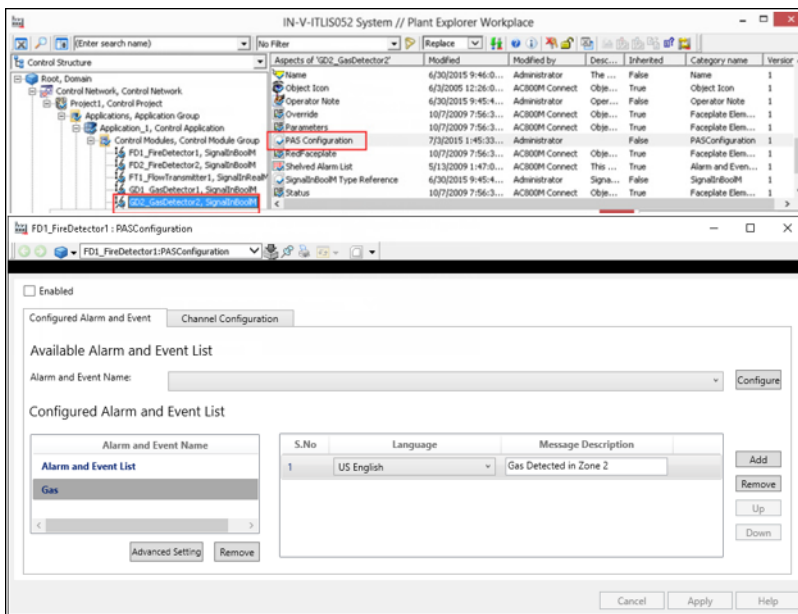 IN-V-ITLIS052 System // Plant Explorer Workplace
(Enter search name) No Filter Replace
Control Structure
Root, Domain
Control Network, Control Network
Project1, Control Project
Applications, Application Group
Application_1, Control Application
Control Modules, Control Module Group
FD1_FireDetector1, SignalInBoolM
FD2_FireDetector2, SignalInBoolM
FT1_FlowTransmitter1, SignalInRealM
GD1_GasDetector1, SignalInBoolM
GD2_GasDetector2, SignalInBoolM
Aspects of 'GD2_GasDetector2' Modified Modified by Desc... Inherited Category name Version
Name 6/30/2015 9:46:0... Administrator The ... False Name 1
Object Icon 6/3/2005 12:26:0... AC800M Connect Obje... True Object Icon 1
Operator Note 6/30/2015 9:45:4... Administrator Oper... False Operator Note 1
Override 10/7/2009 7:56:3... AC800M Connect Obje... True Faceplate Elem... 1
Parameters 10/7/2009 7:56:3... AC800M Connect Obje... True Faceplate Elem... 1
PAS Configuration 7/3/2015 1:45:33... Administrator False PASConfiguration 1
RedFaceplate 10/7/2009 7:56:3... AC800M Connect Obje... True Faceplate Elem... 1
Shelved Alarm List 5/13/2009 1:47:0... AC800M Connect This ... True Alarm and Even... 1
SignalInBoolM Type Reference 6/30/2015 9:45:4... Administrator Signa... False SignalInBoolM 1
Status 10/7/2009 7:56:3... AC800M Connect Obje... True Faceplate Elem... 1
FD1_FireDetector1 : PASConfiguration
FD1_FireDetector1:PASConfiguration
Enabled
Configured Alarm and Event Channel Configuration
Available Alarm and Event List
Alarm and Event Name: Configure
Configured Alarm and Event List
Alarm and Event Name
Alarm and Event List
Gas
Advanced Setting Remove
S.No Language Message Description
1 US English Gas Detected in Zone 2
Add
Remove
Up
Down
Cancel Apply Help